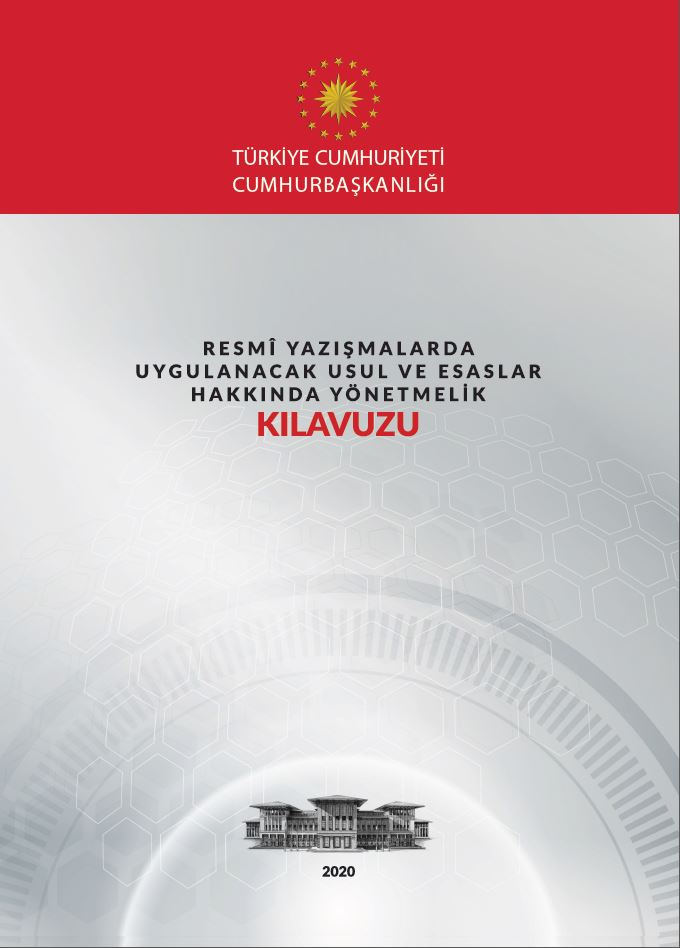 TÜRKİYE CUMHURİYETİ
CUMHURBAŞKANLIĞI
RESMÎ YAZIŞMALARDA
UYGULANACAK USUL VE ESASLAR
HAKKINDA YÖNETMELİK
KILAVUZU
2020